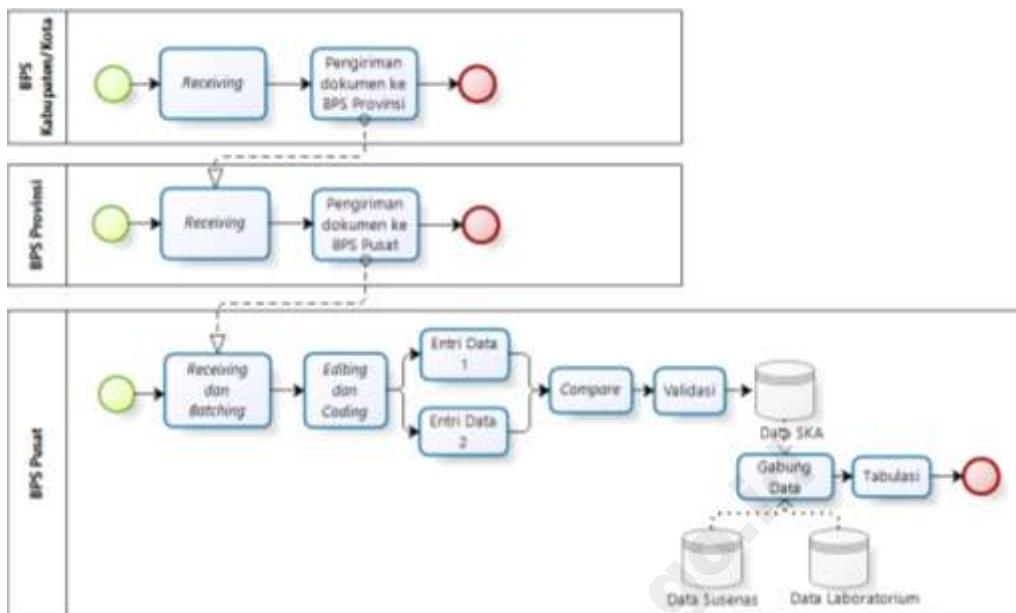 BPS
Kabupaten/Kota
Receiving
Pengiriman
dokumen ke
BPS Provinsi
BPS Provinsi
Receiving
Pengiriman
dokumen ke
BPS Pusat
BPS Pusat
Receiving
dan
Batching
Editing
dan
Coding
Entri Data
1
Entri Data
2
Compare
Validasi
Data SKA
Gabung
Data
Tabulasi
Data Susenas
Data Laboratorium
go.